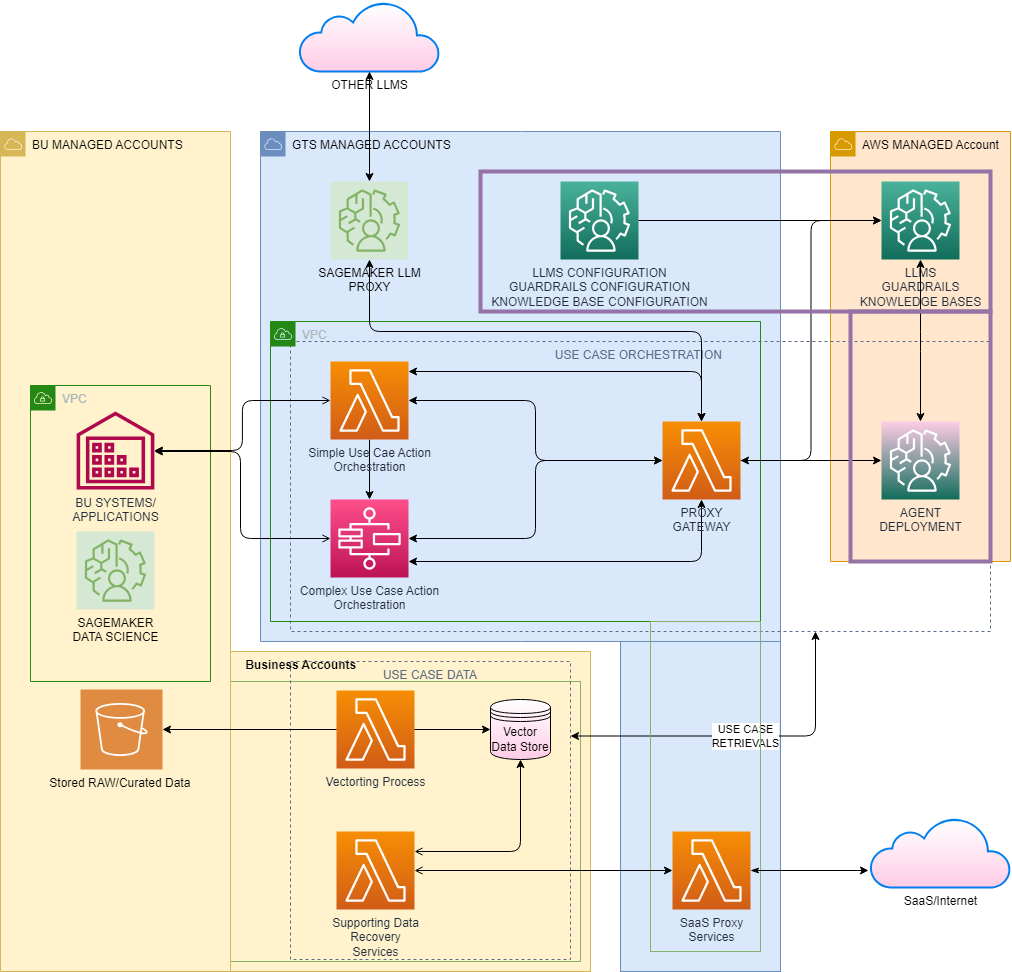 OTHER LLMS
BU MANAGED ACCOUNTS
GTS MANAGED ACCOUNTS
AWS MANAGED Account
SAGEMAKER LLM
PROXY
LLMS CONFIGURATION
GUARDRAILS CONFIGURATION
KNOWLEDGE BASE CONFIGURATION
LLMS
GUARDRAILS
KNOWLEDGE BASES
VPC
USE CASE ORCHESTRATION
VPC
Simple Use Cae Action
Orchestration
BU SYSTEMS/
APPLICATIONS
PROXY
GATEWAY
AGENT
DEPLOYMENT
SAGEMAKER
DATA SCIENCE
Complex Use Case Action
Orchestration
Business Accounts
USE CASE DATA
Vector
Data Store
USE CASE
RETRIEVALS
Stored RAW/Curated Data
Vectorting Process
Supporting Data
Recovery
Services
SaaS Proxy
Services
SaaS/Internet